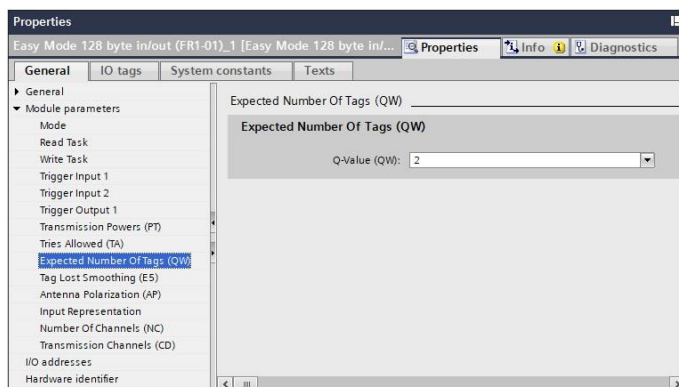 Properties
Easy Mode 128 byte in/out (FR1-01)_1 [Easy Mode 128 byte in/...
Properties
Info
Diagnostics
General
IO tags
System constants
Texts
General
Module parameters
Mode
Read Task
Write Task
Trigger Input 1
Trigger Input 2
Trigger Output 1
Transmission Powers (PT)
Tries Allowed (TA)
Expected Number Of Tags (QW)
Tag Lost Smoothing (E5)
Antenna Polarization (AP)
Input Representation
Number Of Channels (NC)
Transmission Channels (CD)
I/O addresses
Hardware identifier
Expected Number Of Tags (QW)
Expected Number Of Tags (QW)
Q-Value (QW): 2